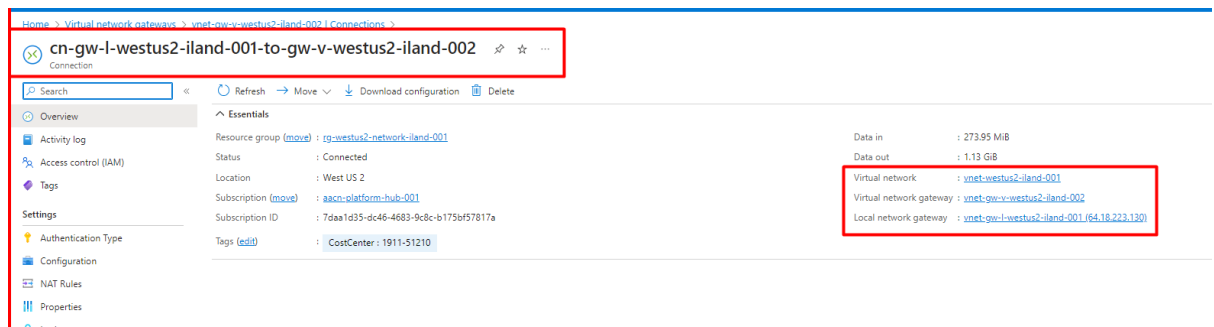 Home > Virtual network gateways > vnet-gw-v-westus2-iland-002 | Connections >
cn-gw-l-westus2-iland-001-to-gw-v-westus2-iland-002
Connection
Search
Refresh Move Download configuration Delete
Overview
Activity log
Access control (IAM)
Tags
Settings
Authentication Type
Configuration
NAT Rules
Properties
Essentials
Resource group (move) : rg-westus2-network-iland-001
Status : Connected
Location : West US 2
Subscription (move) : aacn-platform-hub-001
Subscription ID : 7daa1d35-dc46-4683-9c8c-b175bf57817a
Tags (edit) : CostCenter : 1911-51210
Data in : 273.95 MiB
Data out : 1.13 GiB
Virtual network : vnet-westus2-iland-001
Virtual network gateway : vnet-gw-v-westus2-iland-002
Local network gateway : vnet-gw-l-westus2-iland-001 (64.18.223.130)